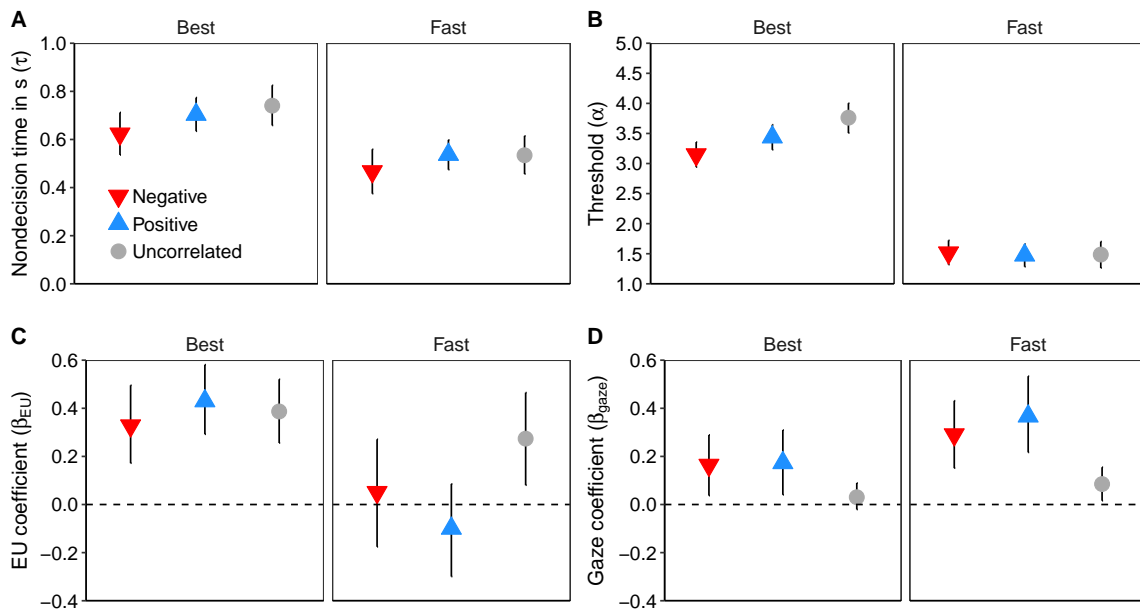 A
Best
Fast
Nondecision time in s (τ)
1.0
0.8
0.6
0.4
0.2
0.0
Negative
Positive
Uncorrelated
B
Best
Fast
Threshold (α)
5.0
4.5
4.0
3.5
3.0
2.5
2.0
1.5
1.0
C
Best
Fast
EU coefficient (βEU)
0.6
0.4
0.2
0.0
−0.2
−0.4
D
Best
Fast
Gaze coefficient (βgaze)
0.6
0.4
0.2
0.0
−0.2
−0.4